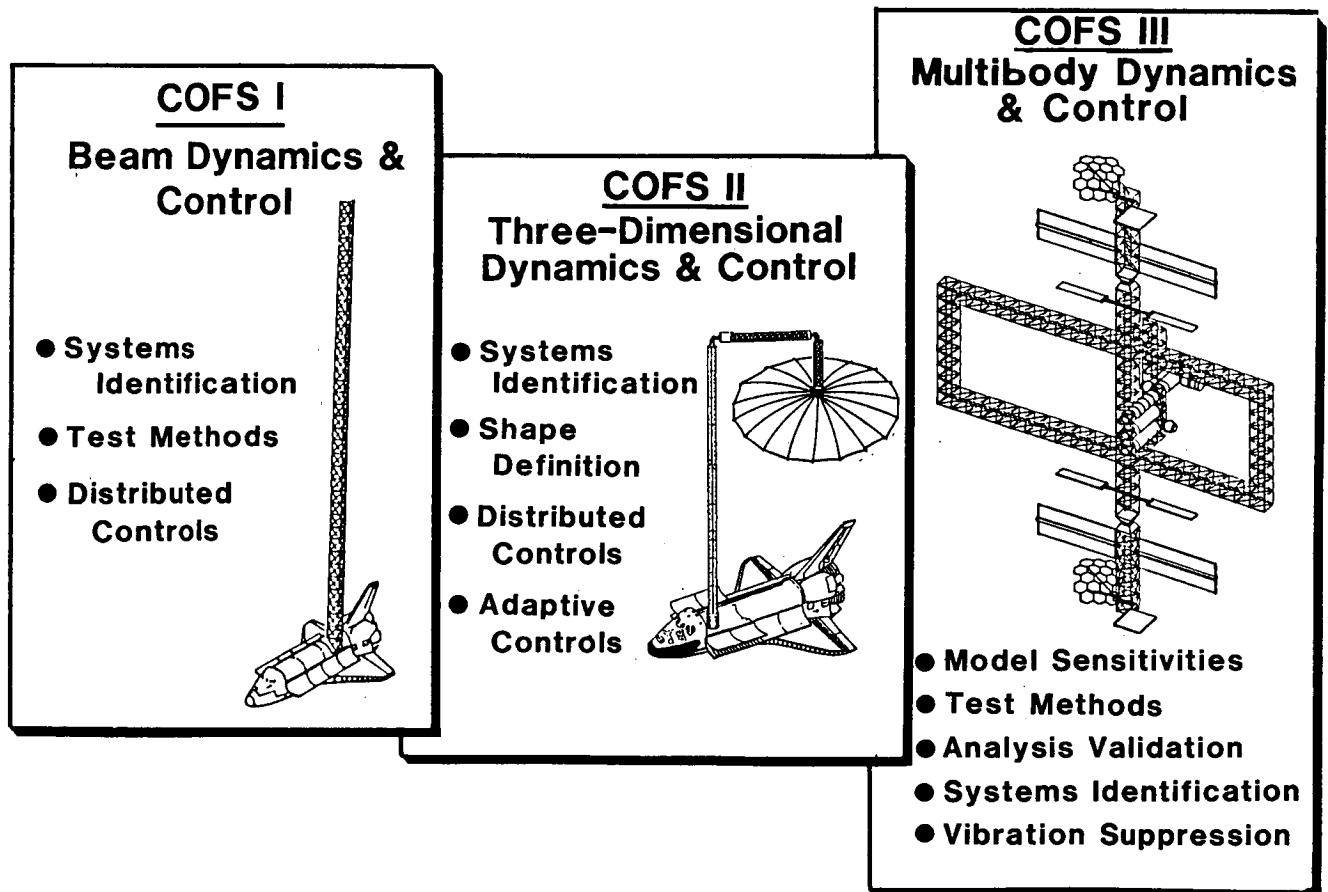 COFS I
Beam Dynamics &
Control
● Systems
Identification
● Test Methods
● Distributed
Controls
COFS II
Three-Dimensional
Dynamics & Control
● Systems
Identification
● Shape
Definition
● Distributed
Controls
● Adaptive
Controls
COFS III
Multibody Dynamics
& Control
● Model Sensitivities
● Test Methods
● Analysis Validation
● Systems Identification
● Vibration Suppression